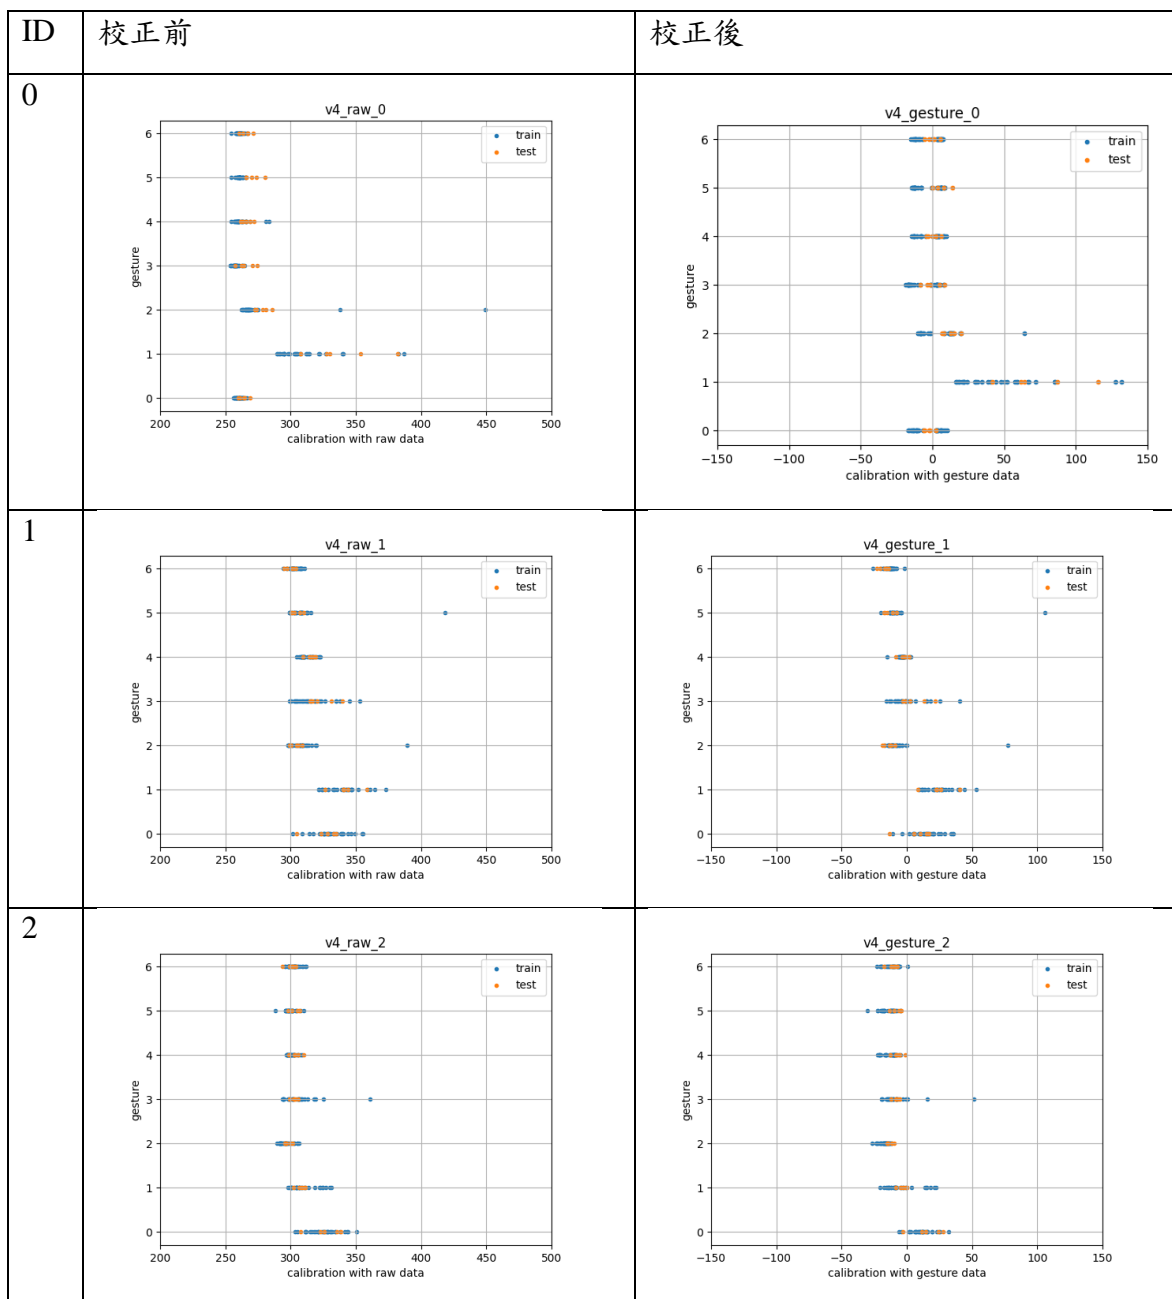 ID 校正前 校正後
0
v4_raw_0
train
test
6
5
4
3
2
1
0
gesture
200 250 300 350 400 450 500
calibration with raw data
v4_gesture_0
train
test
6
5
4
3
2
1
0
gesture
−150 −100 −50 0 50 100 150
calibration with gesture data
1
v4_raw_1
train
test
6
5
4
3
2
1
0
gesture
200 250 300 350 400 450 500
calibration with raw data
v4_gesture_1
train
test
6
5
4
3
2
1
0
gesture
−150 −100 −50 0 50 100 150
calibration with gesture data
2
v4_raw_2
train
test
6
5
4
3
2
1
0
gesture
200 250 300 350 400 450 500
calibration with raw data
v4_gesture_2
train
test
6
5
4
3
2
1
0
gesture
−150 −100 −50 0 50 100 150
calibration with gesture data